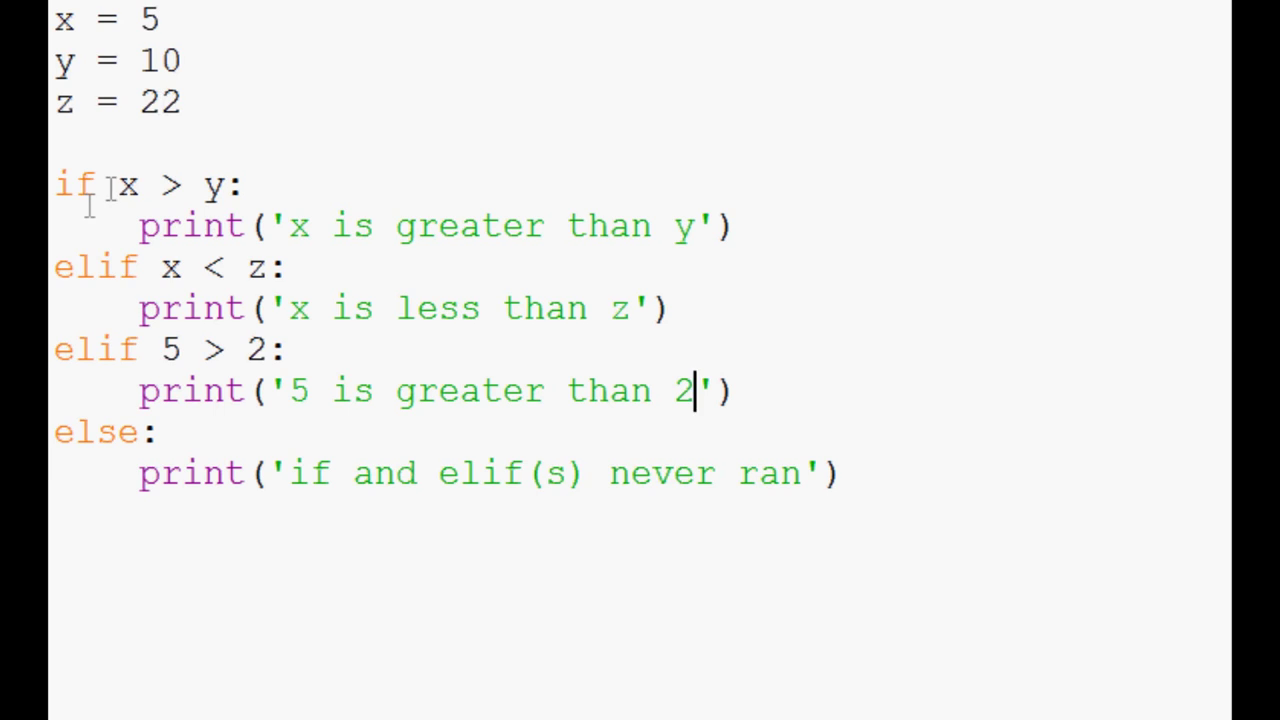 x = 5
y = 10
z = 22
if x > y:
    print('x is greater than y')
elif x < z:
    print('x is less than z')
elif 5 > 2:
    print('5 is greater than 2')
else:
    print('if and elif(s) never ran')